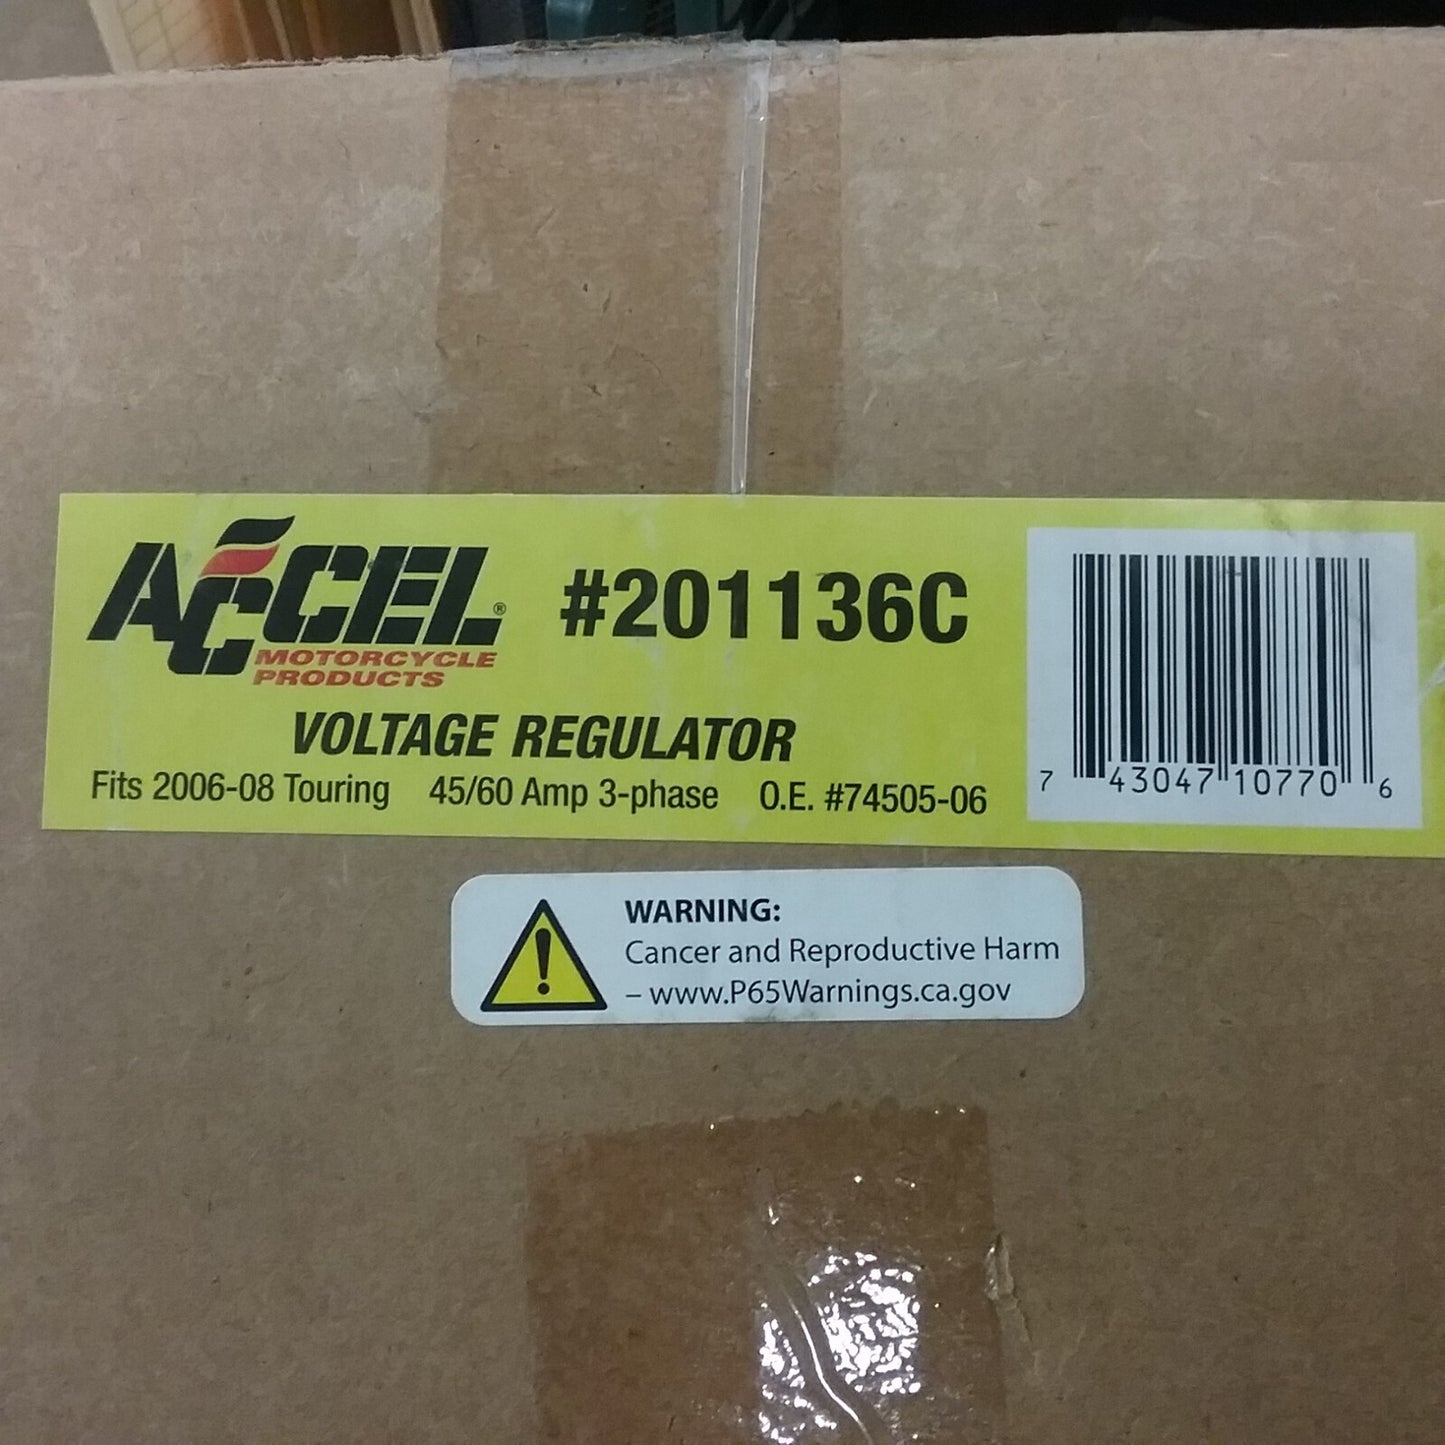 ACCEL®
MOTORCYCLE
PRODUCTS
#201136C
VOLTAGE REGULATOR
Fits 2006-08 Touring 45/60 Amp 3-phase O.E. #74505-06
7 43047 10770 6
WARNING:
Cancer and Reproductive Harm
– www.P65Warnings.ca.gov